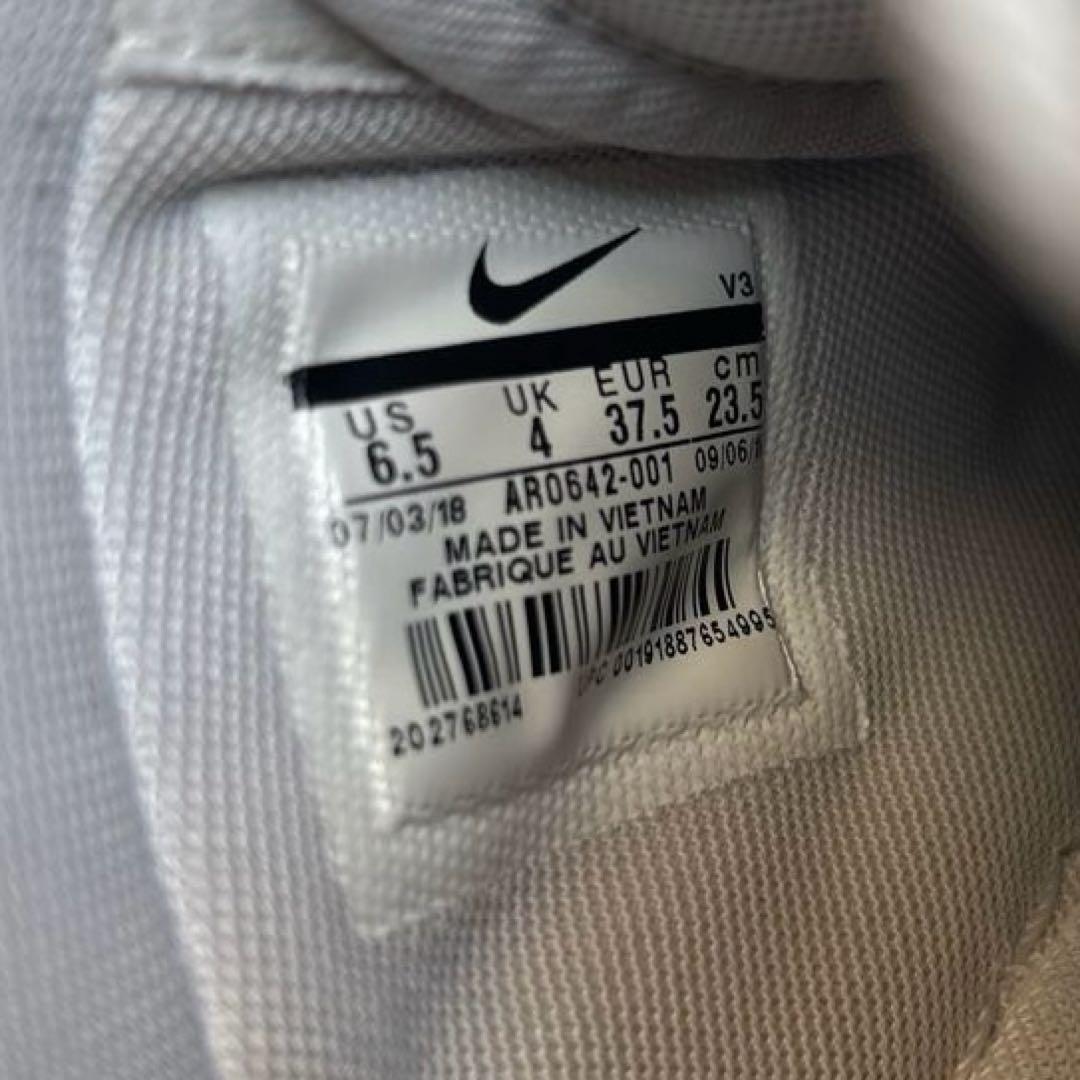 V3
US UK EUR cm
6.5 4 37.5 23.5
07/03/18 AR0642-001 09/06/
MADE IN VIETNAM
FABRIQUE AU VIETNAM
UPC 00191887654995
202768614